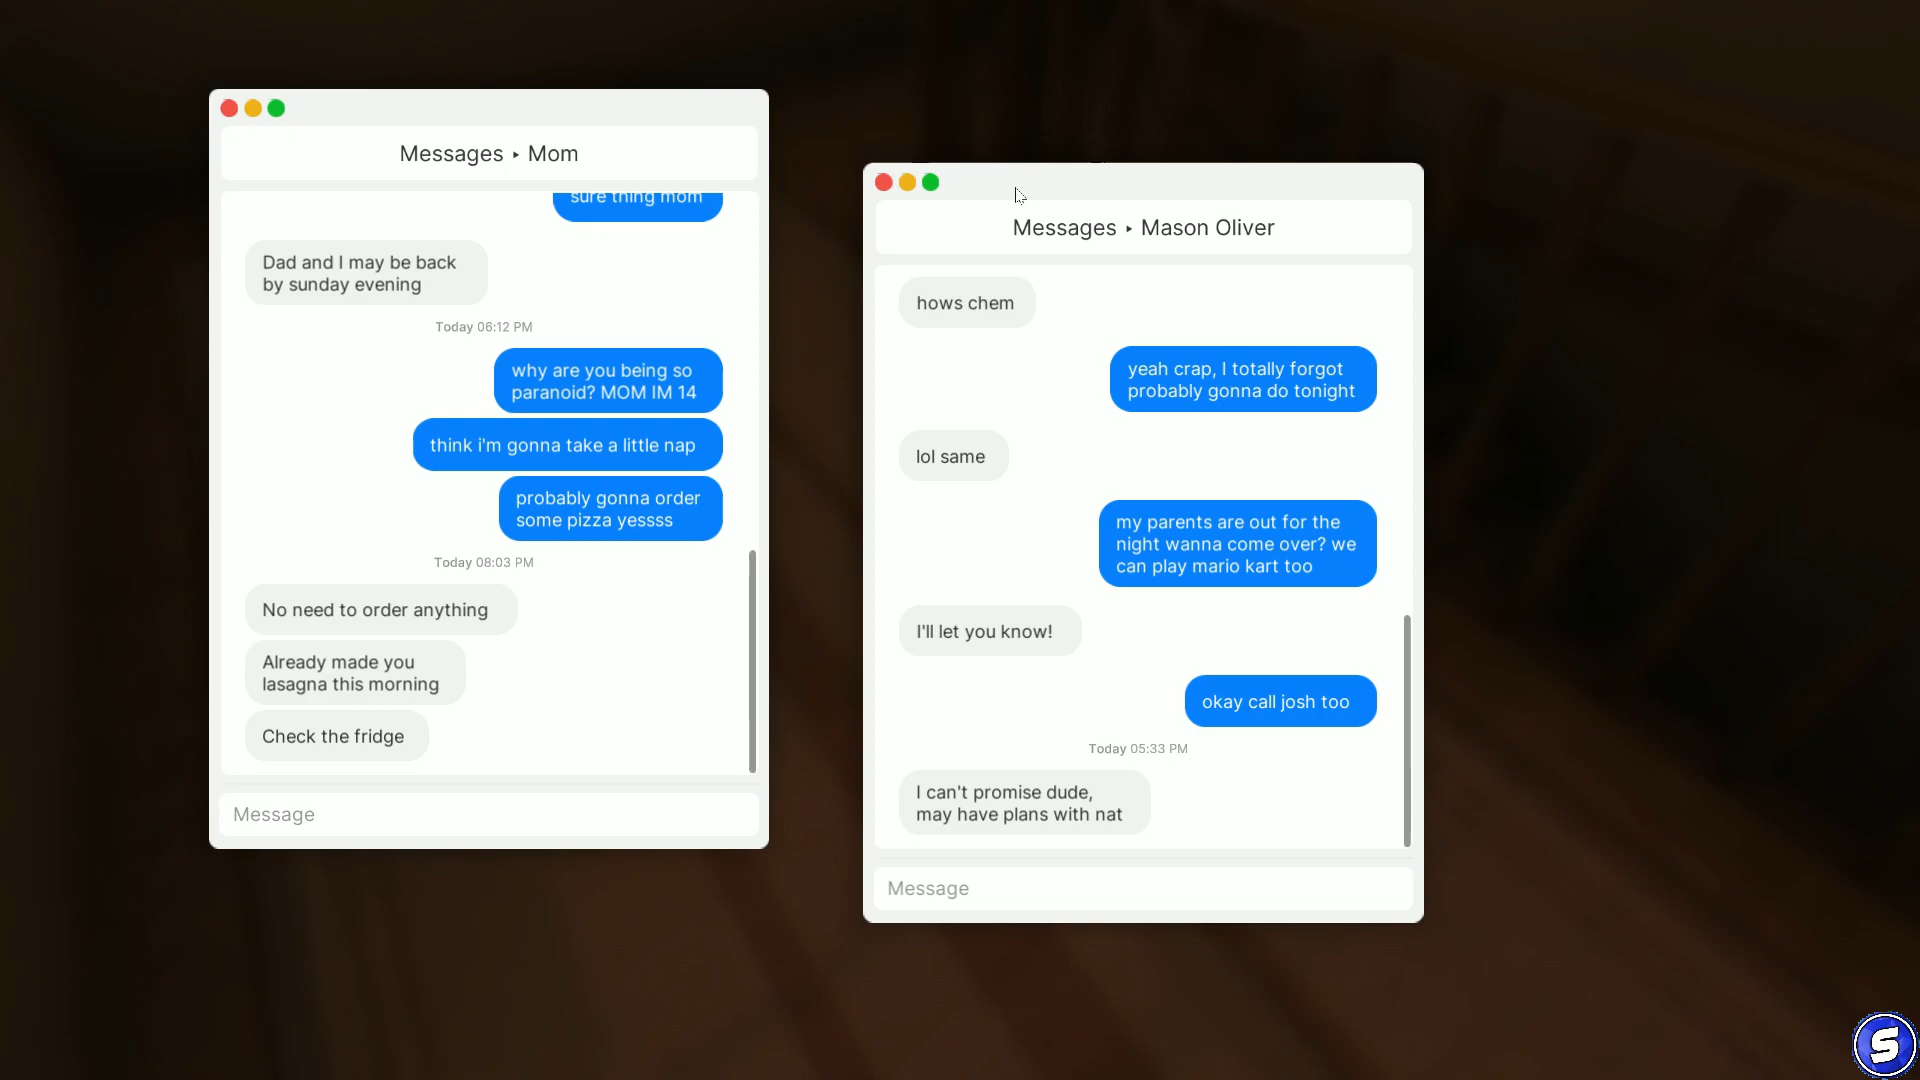 Messages ‣ Mom
sure thing mom
Dad and I may be back
by sunday evening
Today 06:12 PM
why are you being so
paranoid? MOM IM 14
think i'm gonna take a little nap
probably gonna order
some pizza yessss
Today 08:03 PM
No need to order anything
Already made you
lasagna this morning
Check the fridge
Message
Messages ‣ Mason Oliver
hows chem
yeah crap, I totally forgot
probably gonna do tonight
lol same
my parents are out for the
night wanna come over? we
can play mario kart too
I'll let you know!
okay call josh too
Today 05:33 PM
I can't promise dude,
may have plans with nat
Message
S